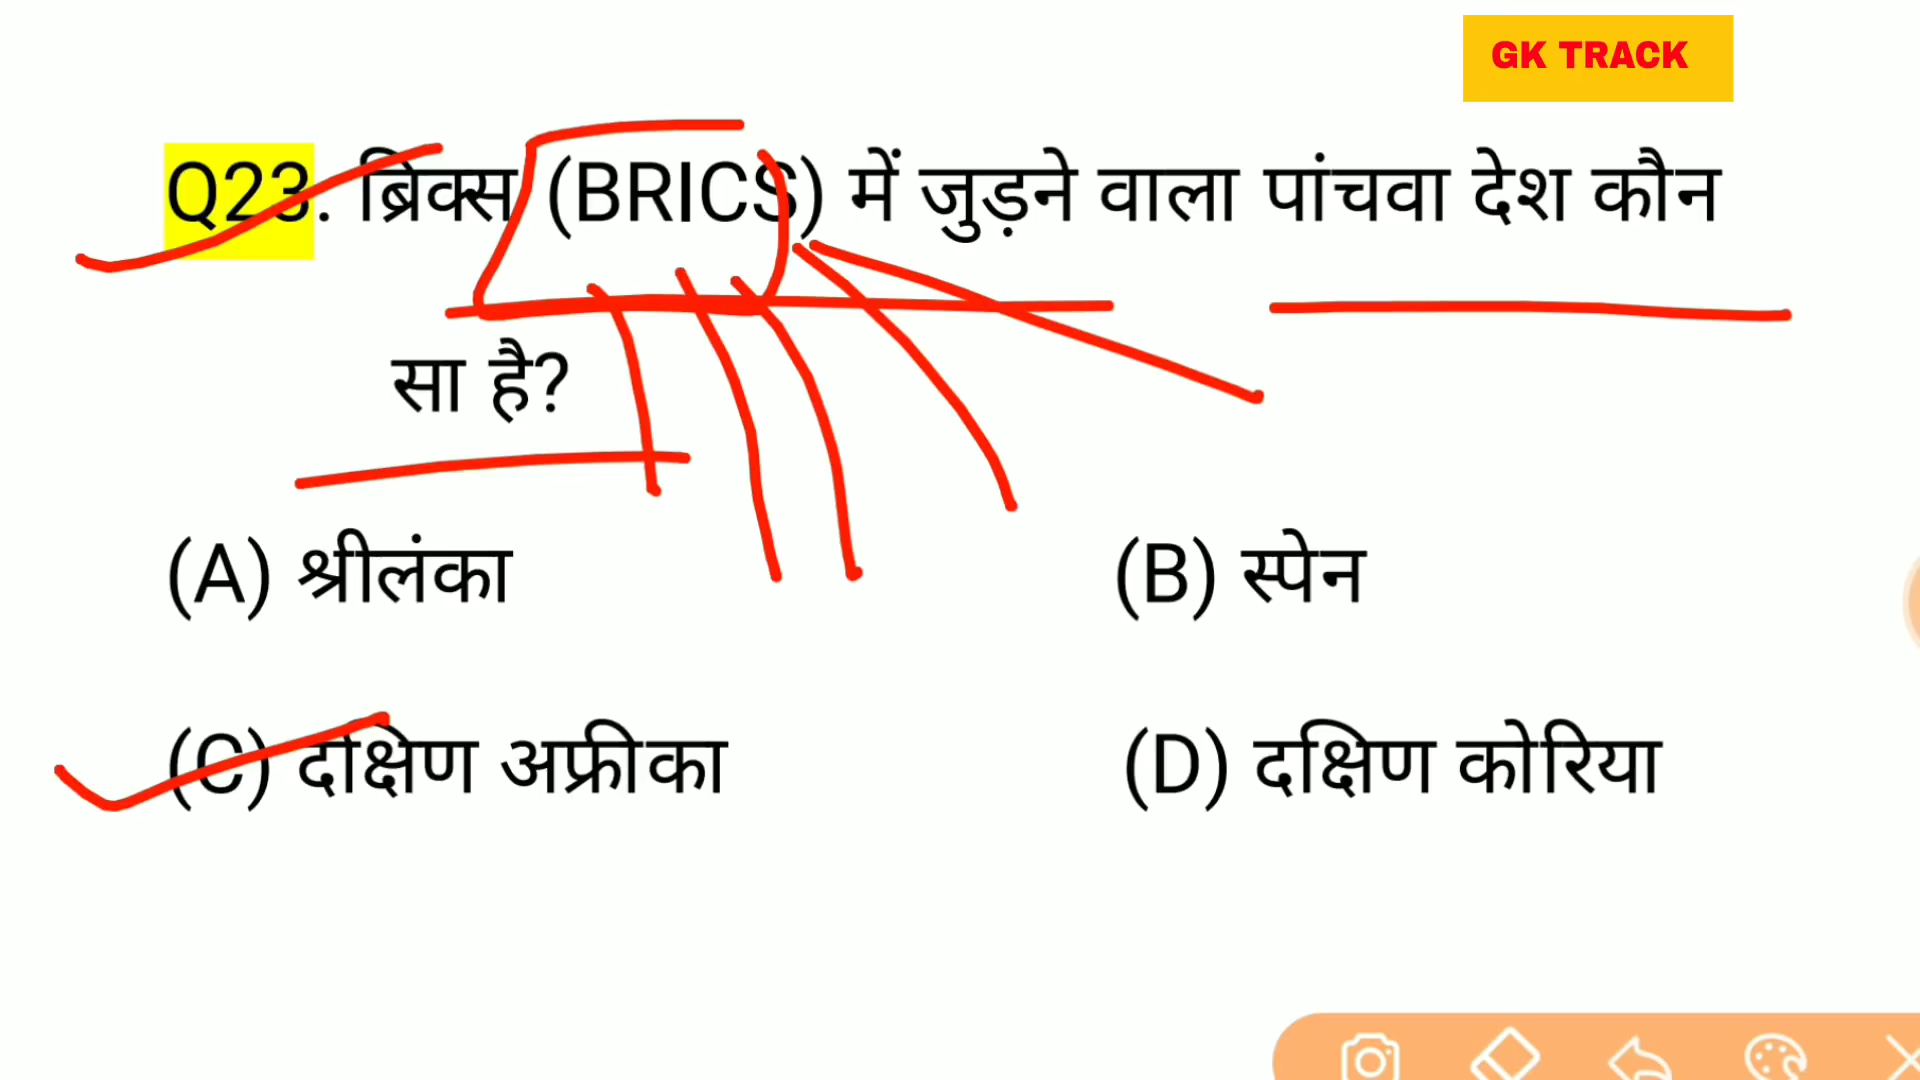 GK TRACK
Q23. ब्रिक्स (BRICS) में जुड़ने वाला पांचवा देश कौन
सा है?
(A) श्रीलंका (B) स्पेन
(C) दक्षिण अफ्रीका (D) दक्षिण कोरिया